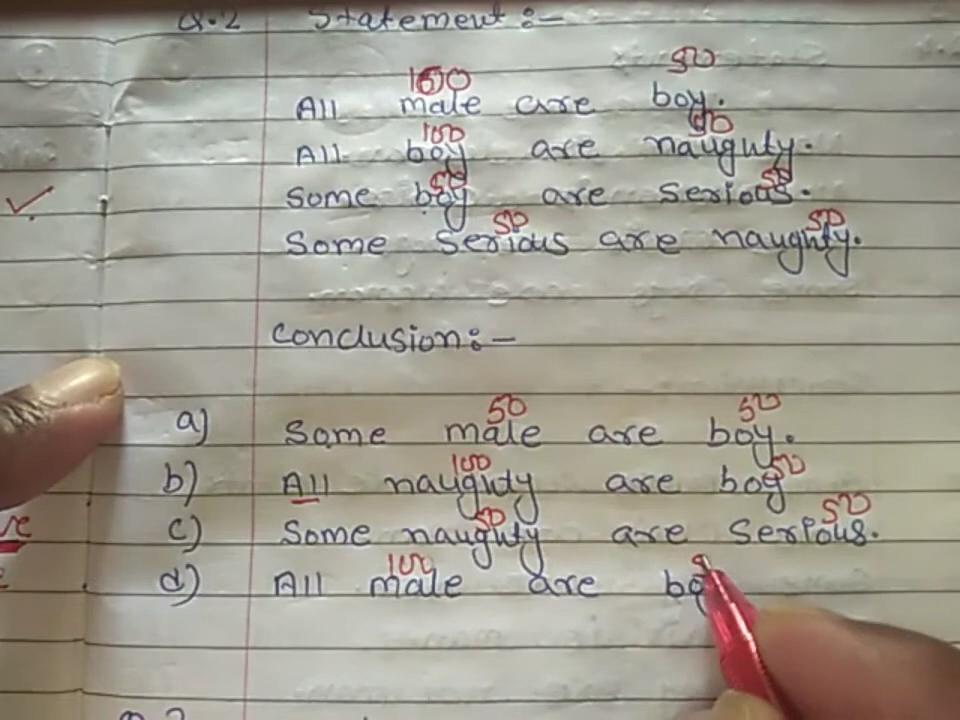 Q.2 Statement :-
100 50
All male are boy.
100 50
All boy are naughty.
50 50
Some boy are serious.
50 50
Some serious are naughty.
Conclusion :-
50 50
a) Some male are boy.
100 50
b) All naughty are boy
50 50
c) Some naughty are serious.
100
d) All male are bo